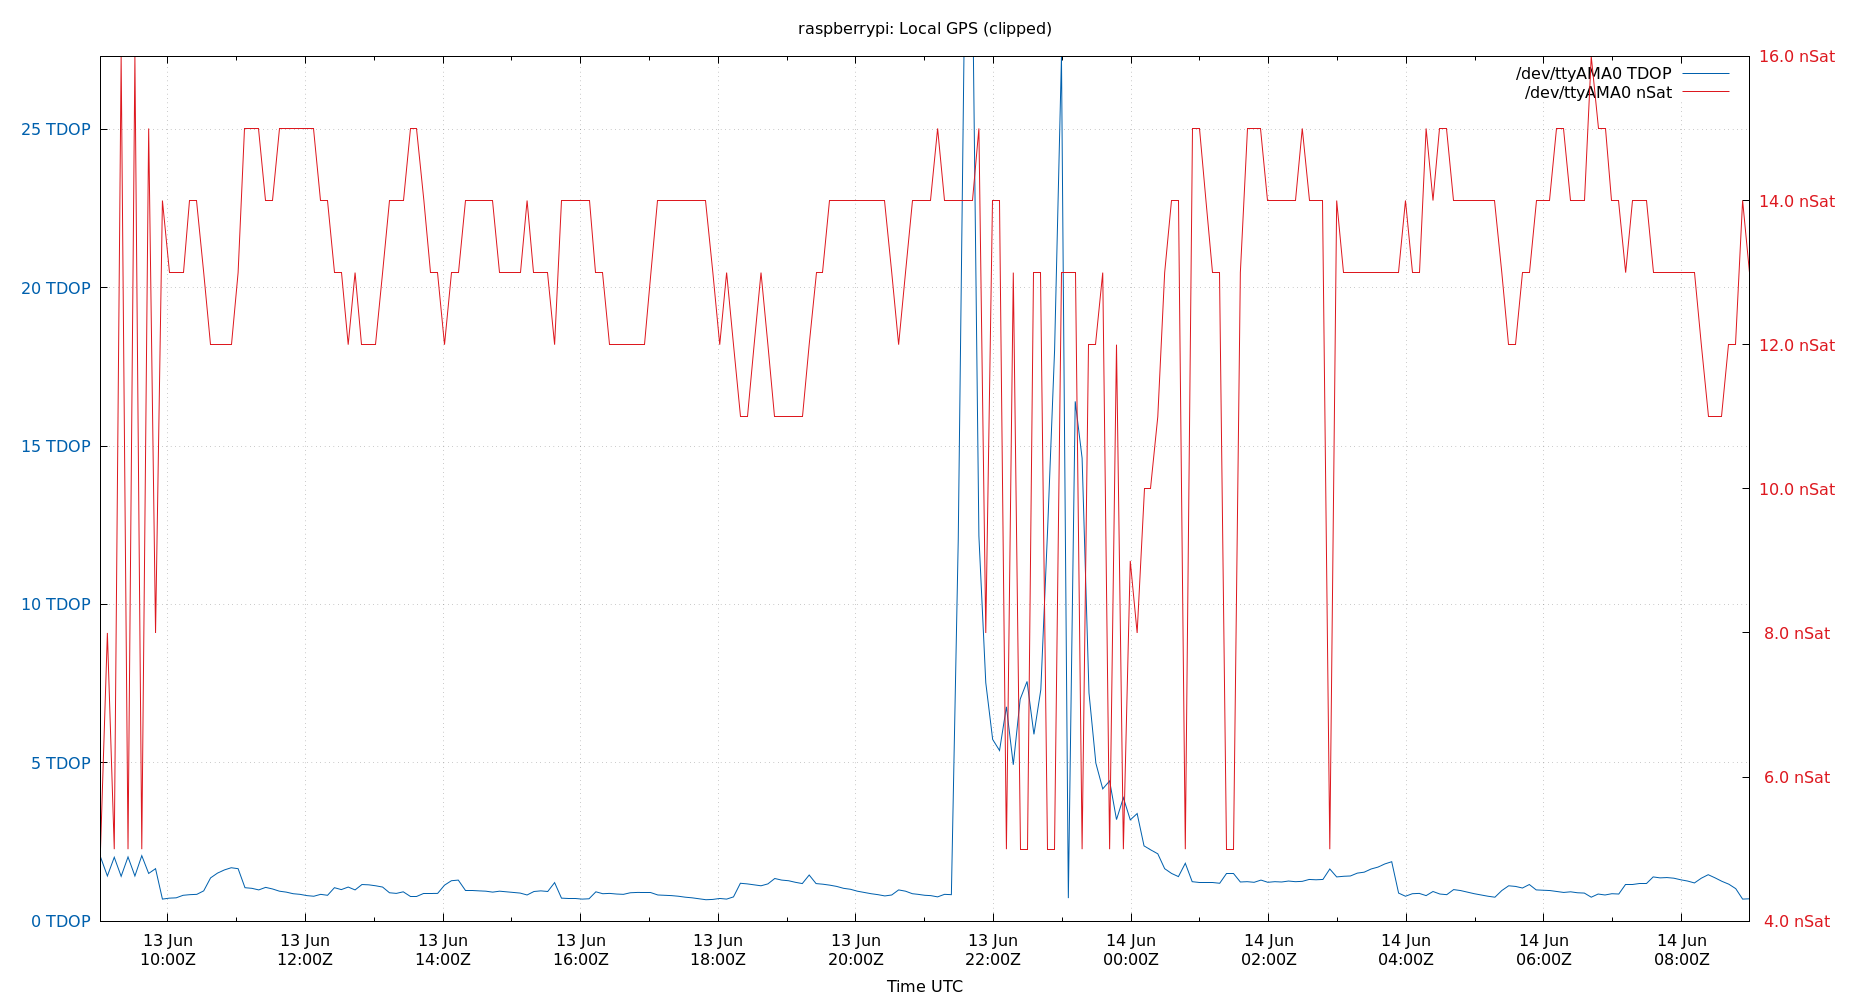 raspberrypi: Local GPS (clipped)
16.0 nSat
/dev/ttyAMA0 TDOP
/dev/ttyAMA0 nSat
25 TDOP
14.0 nSat
20 TDOP
12.0 nSat
15 TDOP
10.0 nSat
10 TDOP
8.0 nSat
6.0 nSat
5 TDOP
0 TDOP
4.0 nSat
13 Jun 13 Jun 13 Jun 13 Jun 13 Jun 13 Jun 13 Jun 14 Jun 14 Jun 14 Jun 14 Jun 14 Jun
10:00Z 12:00Z 14:00Z 16:00Z 18:00Z 20:00Z 22:00Z 00:00Z 02:00Z 04:00Z 06:00Z 08:00Z
Time UTC